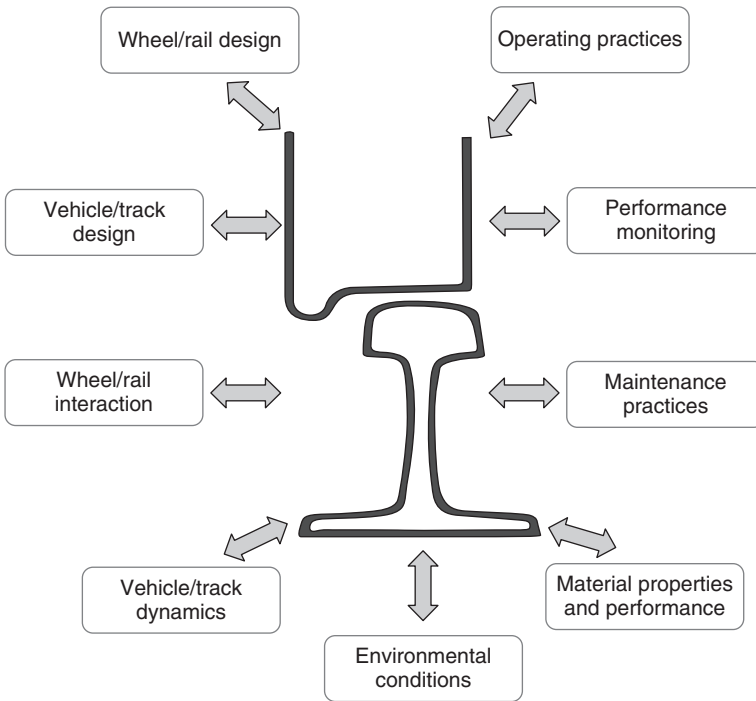 Wheel/rail design
Operating practices
Vehicle/track
design
Performance
monitoring
Wheel/rail
interaction
Maintenance
practices
Vehicle/track
dynamics
Material properties
and performance
Environmental
conditions